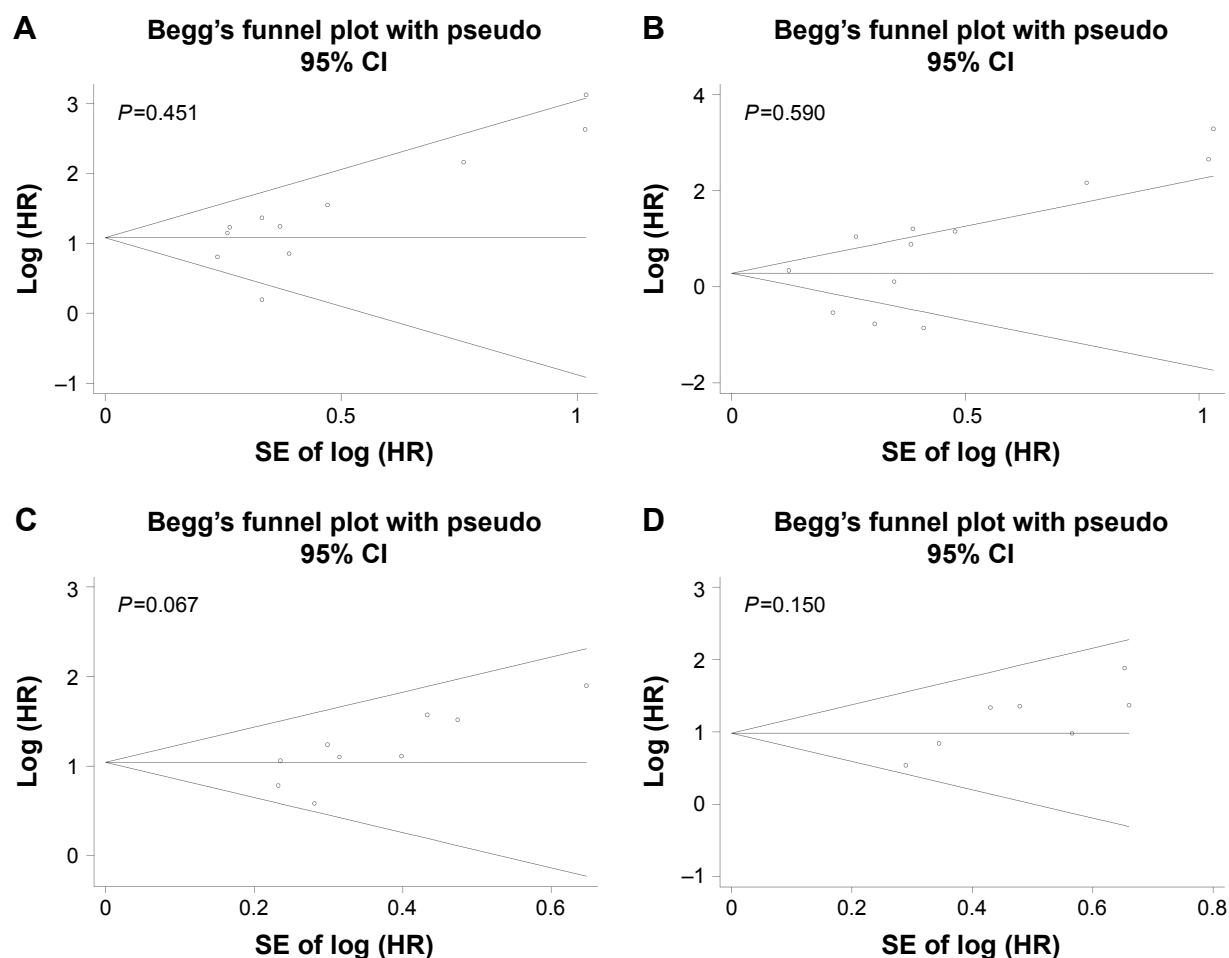 A
Begg’s funnel plot with pseudo
95% CI
P=0.451
3
2
1
0
–1
Log (HR)
0
0.5
1
SE of log (HR)
B
Begg’s funnel plot with pseudo
95% CI
P=0.590
4
2
0
–2
Log (HR)
0
0.5
1
SE of log (HR)
C
Begg’s funnel plot with pseudo
95% CI
P=0.067
3
2
1
0
Log (HR)
0
0.2
0.4
0.6
SE of log (HR)
D
Begg’s funnel plot with pseudo
95% CI
P=0.150
3
2
1
0
–1
Log (HR)
0
0.2
0.4
0.6
0.8
SE of log (HR)